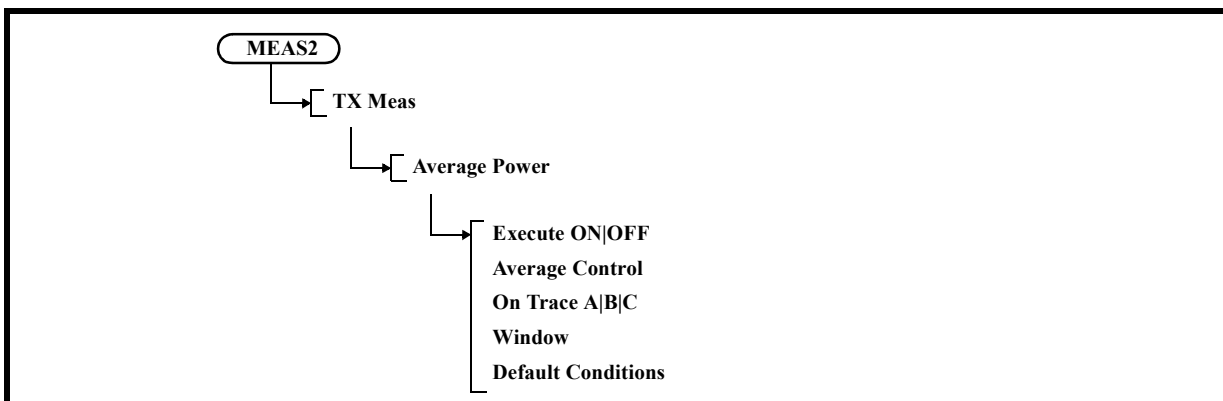 MEAS2
TX Meas
Average Power
Execute ON|OFF
Average Control
On Trace A|B|C
Window
Default Conditions